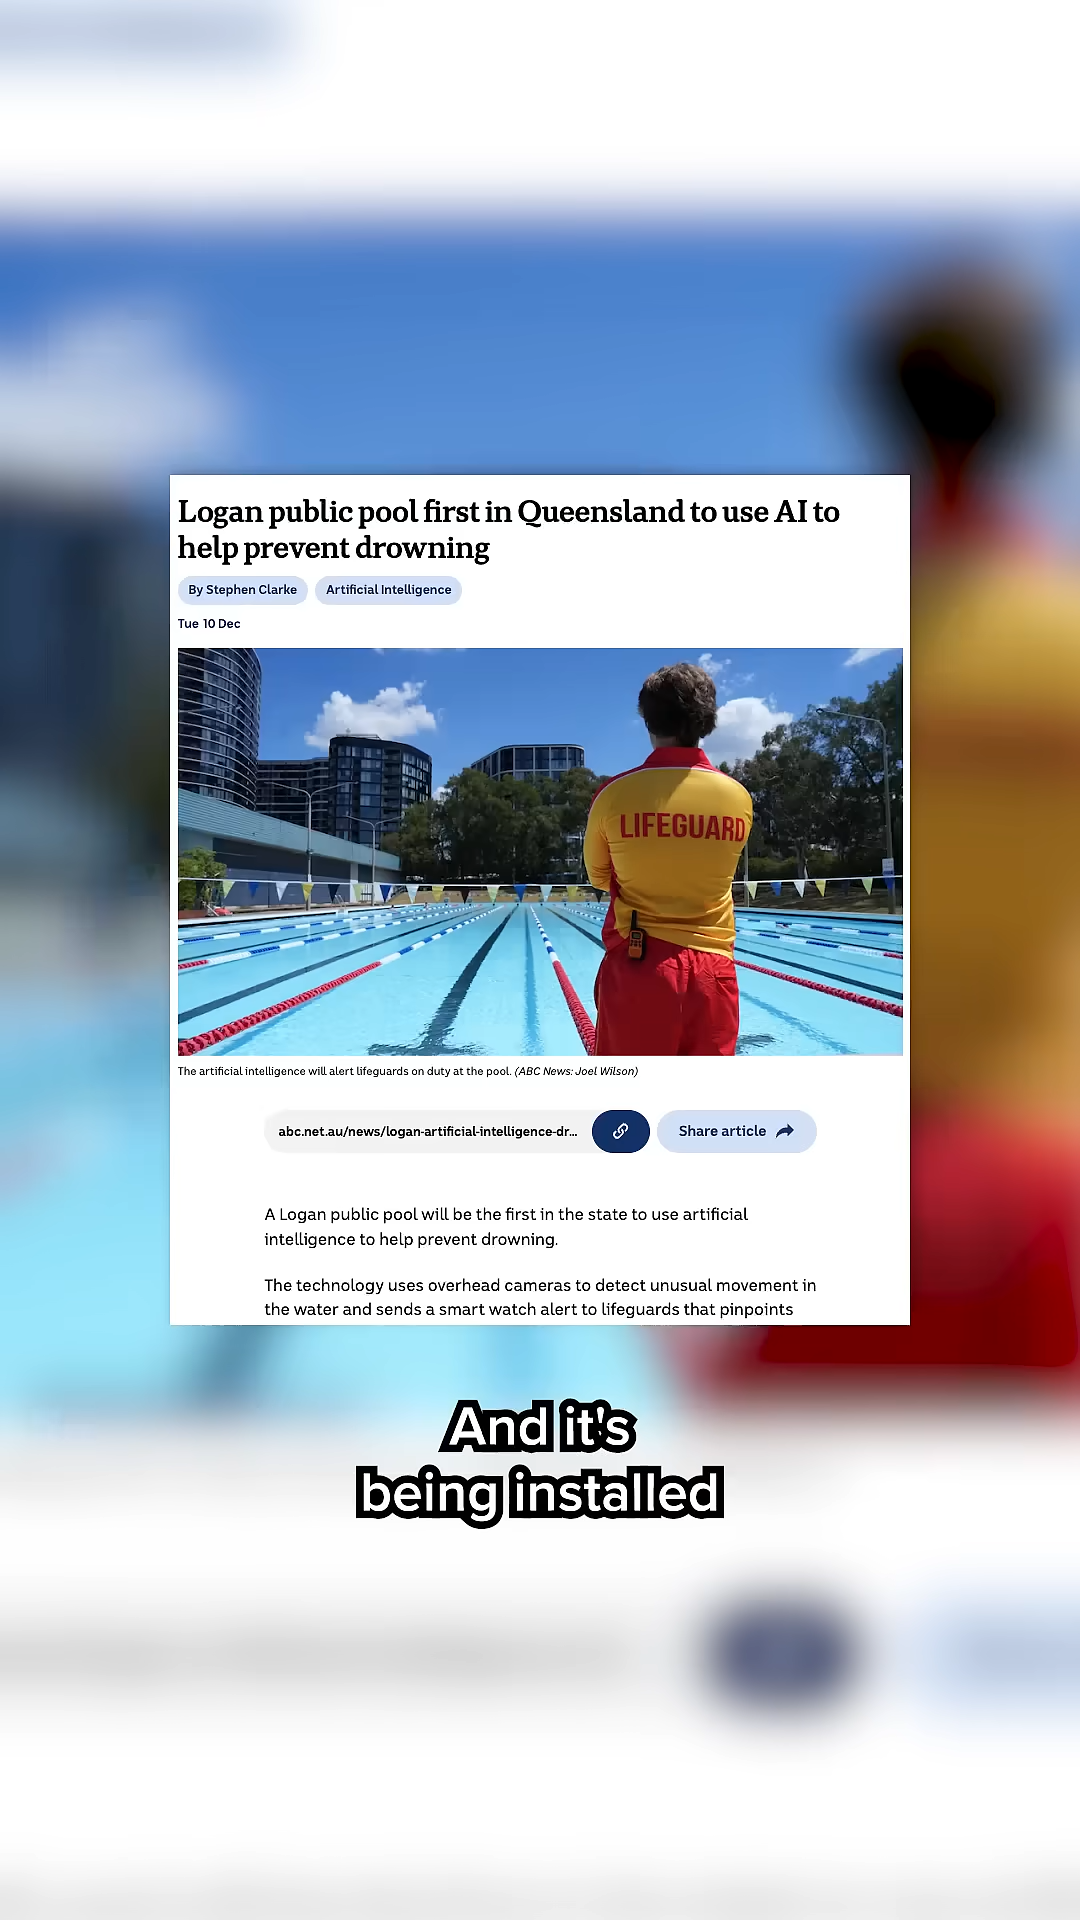 Logan public pool first in Queensland to use AI to
help prevent drowning
By Stephen Clarke
Artificial Intelligence
Tue 10 Dec
LIFEGUARD
The artificial intelligence will alert lifeguards on duty at the pool. (ABC News: Joel Wilson)
abc.net.au/news/logan-artificial-intelligence-dr...
Share article
A Logan public pool will be the first in the state to use artificial
intelligence to help prevent drowning.
The technology uses overhead cameras to detect unusual movement in
the water and sends a smart watch alert to lifeguards that pinpoints
And it's
being installed